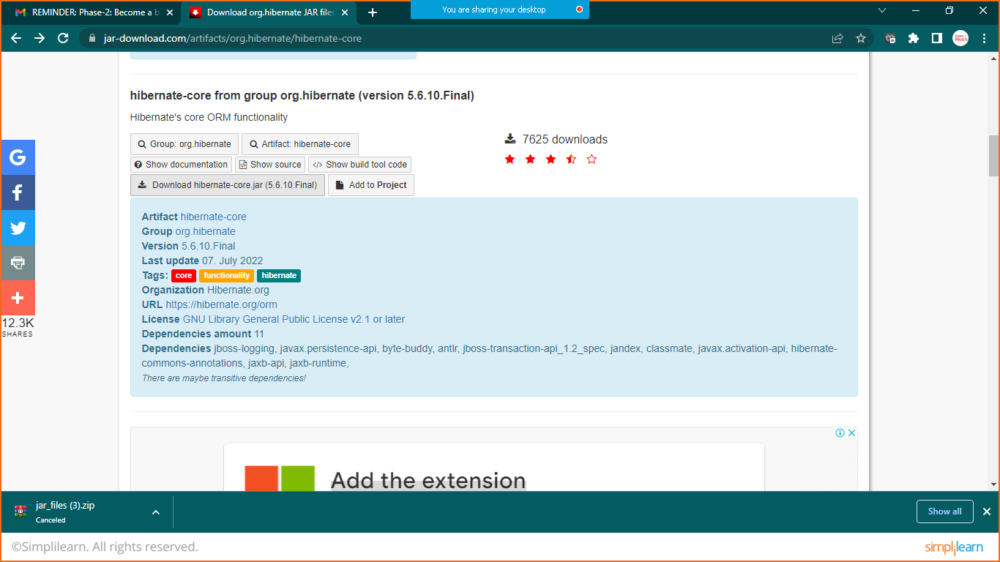 REMINDER: Phase-2: Become a b
Download org.hibernate JAR files
You are sharing your desktop
jar-download.com/artifacts/org.hibernate/hibernate-core
hibernate-core from group org.hibernate (version 5.6.10.Final)
Hibernate's core ORM functionality
Group: org.hibernate Artifact: hibernate-core
7625 downloads
Show documentation Show source </> Show build tool code
Download hibernate-core.jar (5.6.10.Final) Add to Project
Artifact hibernate-core
Group org.hibernate
Version 5.6.10.Final
Last update 07. July 2022
Tags: core functionality hibernate
Organization Hibernate.org
URL https://hibernate.org/orm
License GNU Library General Public License v2.1 or later
Dependencies amount 11
Dependencies jboss-logging, javax.persistence-api, byte-buddy, antlr, jboss-transaction-api_1.2_spec, jandex, classmate, javax.activation-api, hibernate-
commons-annotations, jaxb-api, jaxb-runtime,
There are maybe transitive dependencies!
12.3K
SHARES
Add the extension
jar_files (3).zip
Canceled
Show all
©Simplilearn. All rights reserved.
simplilearn